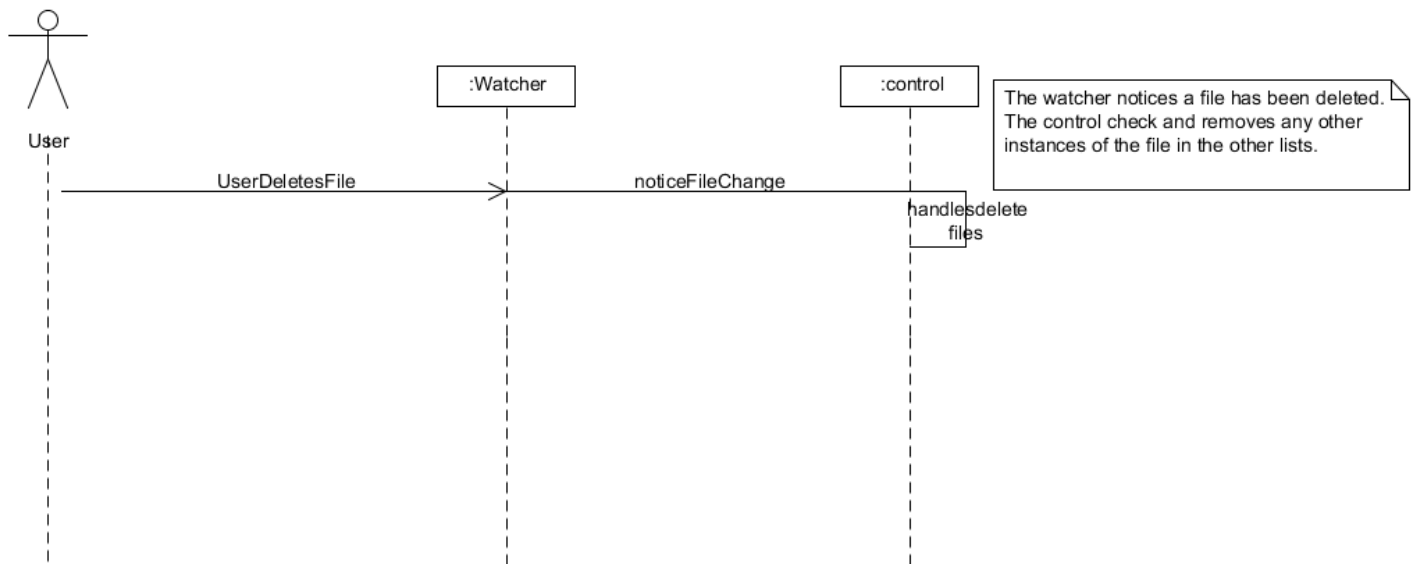 :Watcher
:control
The watcher notices a file has been deleted.
The control check and removes any other
instances of the file in the other lists.
User
UserDeletesFile
noticeFileChange
handlesdelete
files